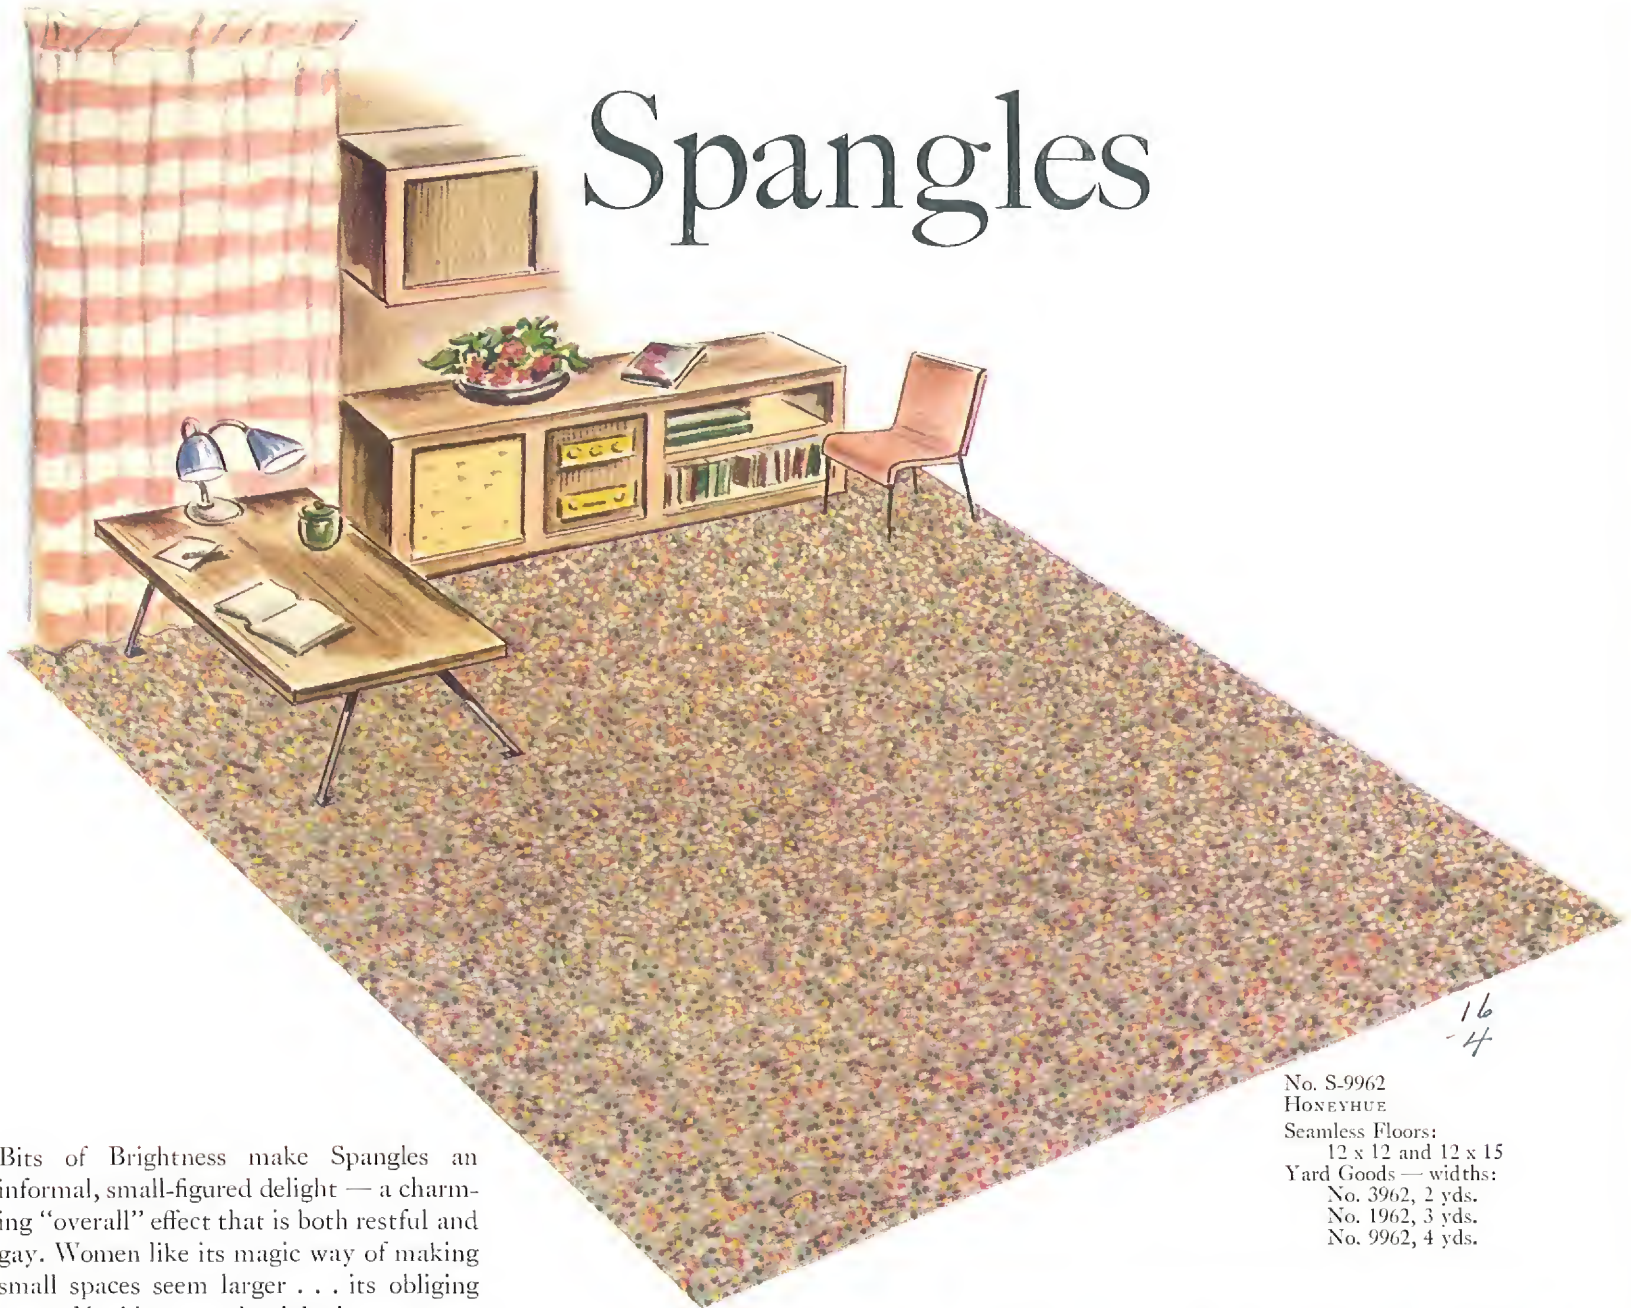 Spangles
16
-4
No. S-9962
HONEYHUE
Seamless Floors:
12 x 12 and 12 x 15
Yard Goods — widths:
No. 3962, 2 yds.
No. 1962, 3 yds.
No. 9962, 4 yds.
Bits of Brightness make Spangles an
informal, small-figured delight — a charm-
ing “overall” effect that is both restful and
gay. Women like its magic way of making
small spaces seem larger . . . its obliging